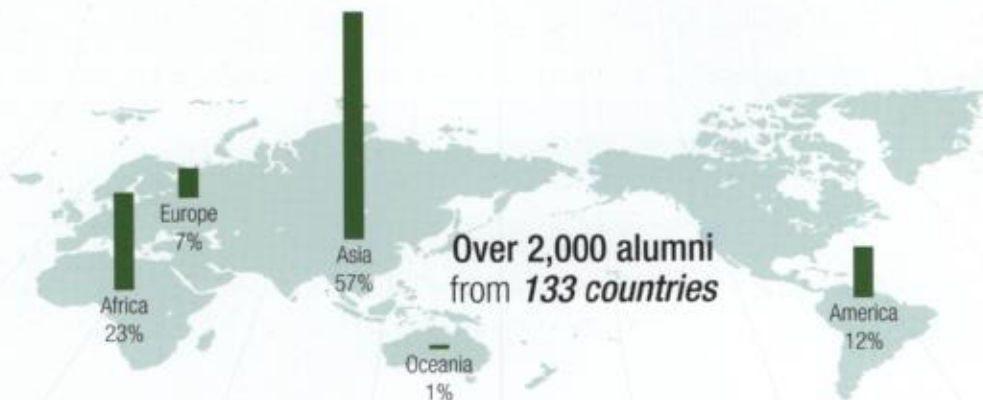 Europe
7%
Africa
23%
Asia
57%
Over 2,000 alumni
from 133 countries
Oceania
1%
America
12%